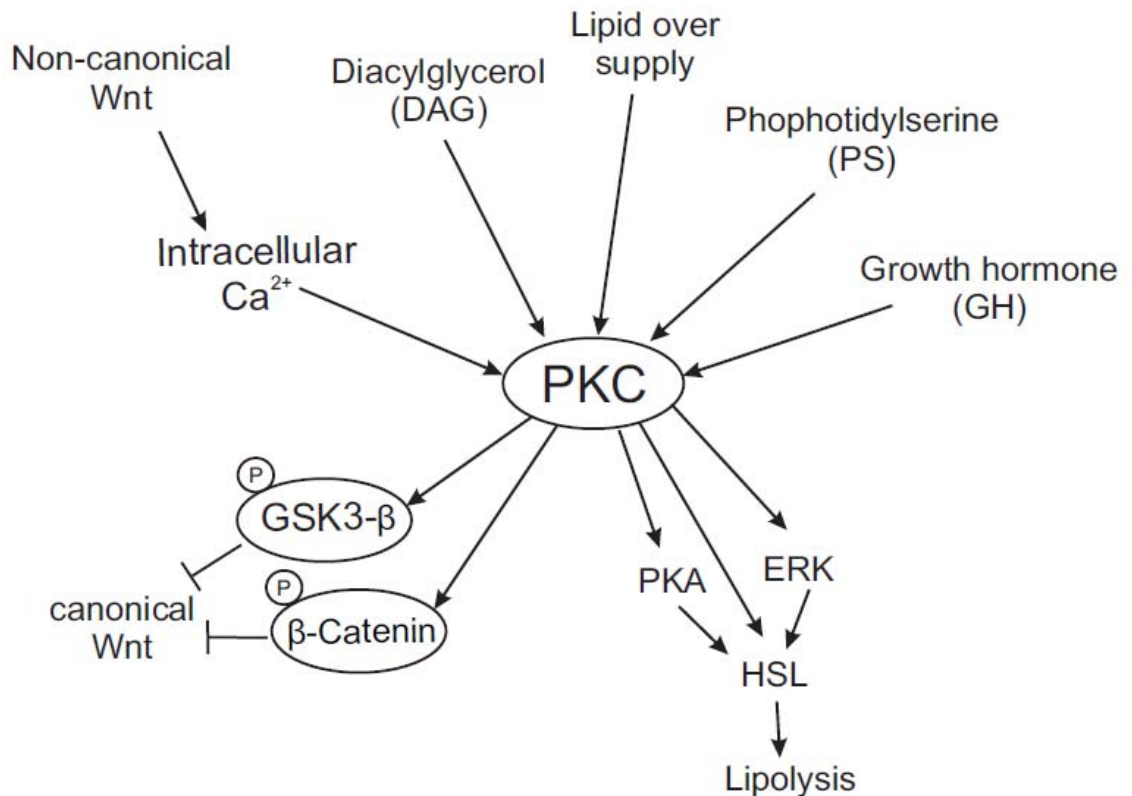 Non-canonical
Wnt
Diacylglycerol
(DAG)
Lipid over
supply
Phophotidylserine
(PS)
Growth hormone
(GH)
Intracellular
Ca²⁺
PKC
P
GSK3-β
P
β-Catenin
canonical
Wnt
PKA
ERK
HSL
Lipolysis